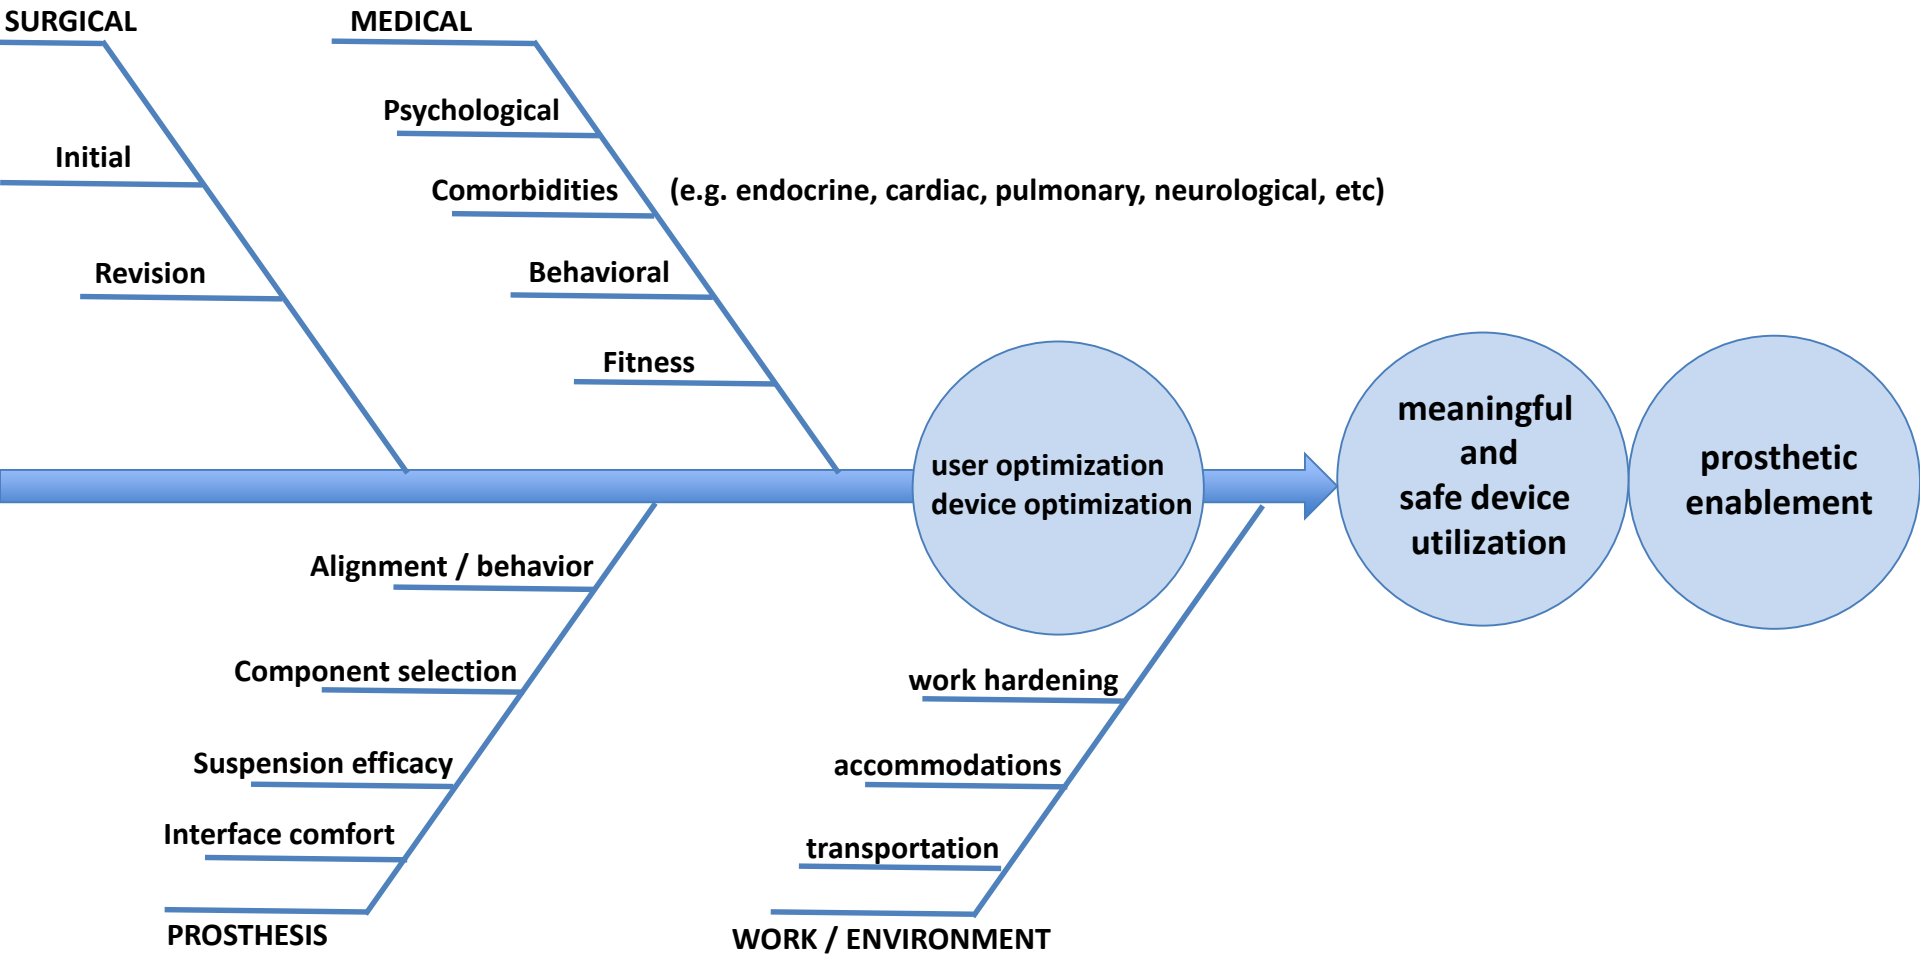 SURGICAL
MEDICAL
Psychological
Initial
Comorbidities (e.g. endocrine, cardiac, pulmonary, neurological, etc)
Revision
Behavioral
Fitness
user optimization
device optimization
meaningful
and
safe device
utilization
prosthetic
enablement
Alignment / behavior
Component selection
Suspension efficacy
Interface comfort
PROSTHESIS
work hardening
accommodations
transportation
WORK / ENVIRONMENT